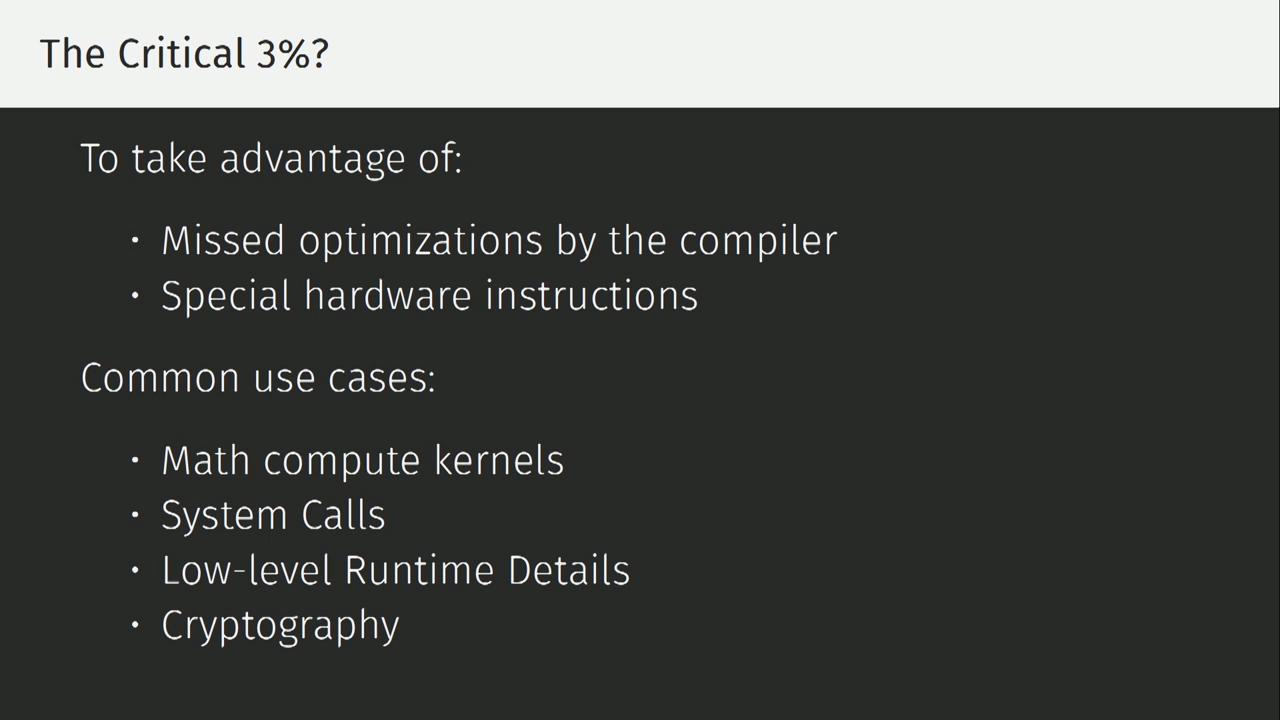 The Critical 3%?
To take advantage of:
• Missed optimizations by the compiler
• Special hardware instructions
Common use cases:
• Math compute kernels
• System Calls
• Low-level Runtime Details
• Cryptography